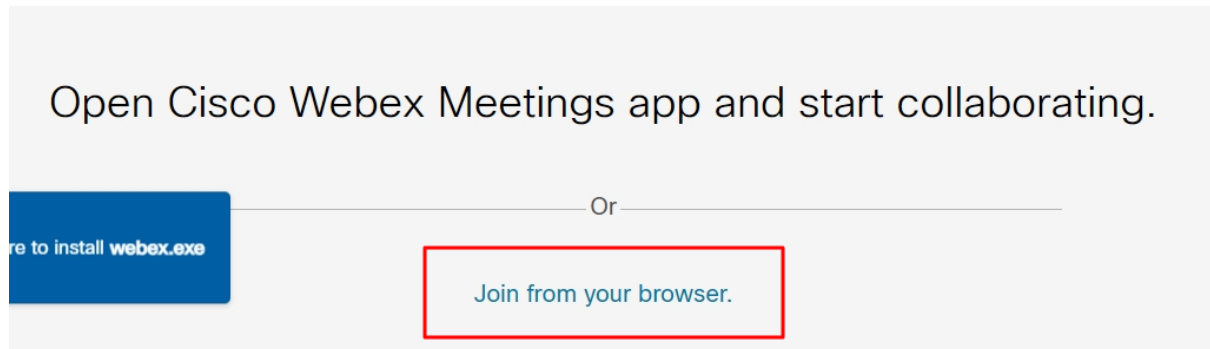 Open Cisco Webex Meetings app and start collaborating.
Or
re to install webex.exe
Join from your browser.